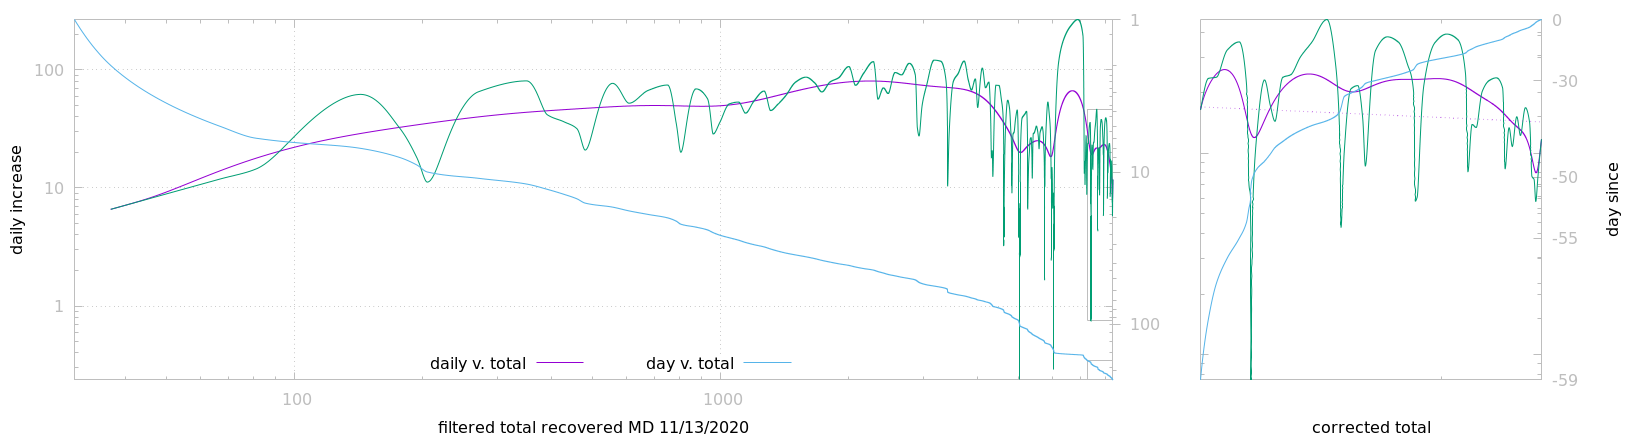 100
10
1
daily increase
daily v. total
day v. total
100
1000
filtered total recovered MD 11/13/2020
1
10
100
0
-30
-50
-55
-59
day since
corrected total